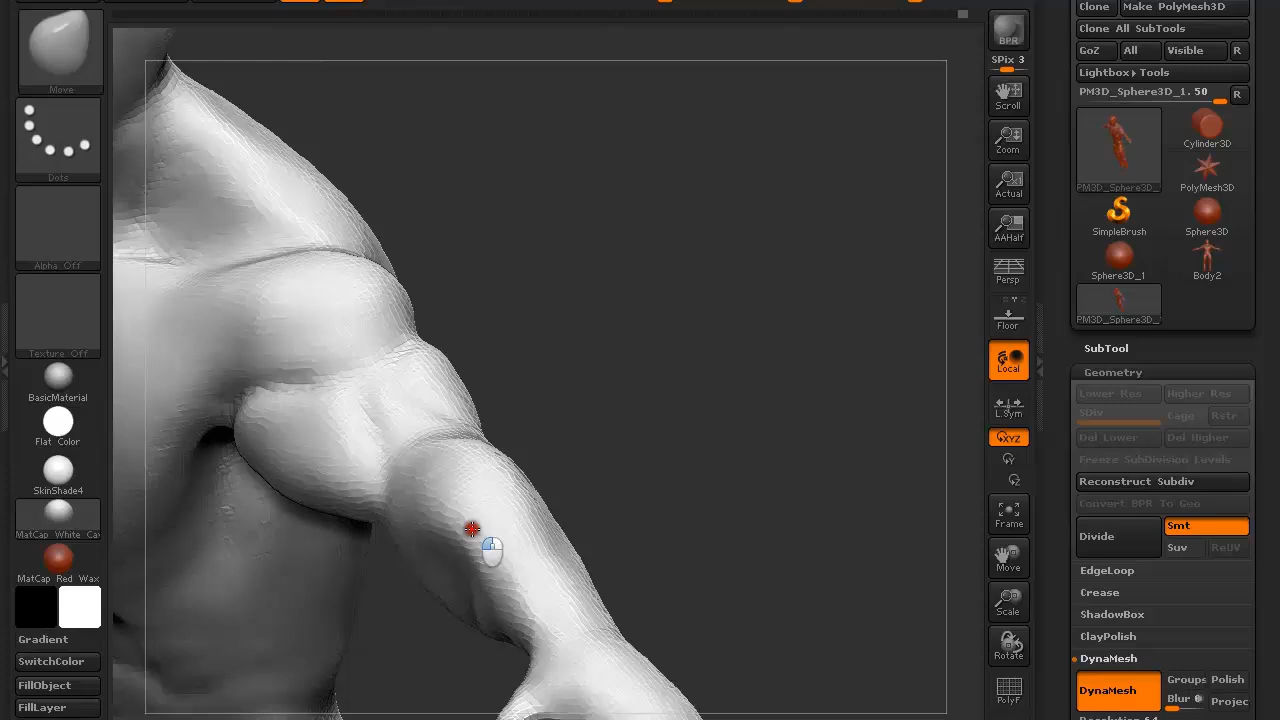 Move
Dots
Alpha Off
Texture Off
BasicMaterial
Flat Color
SkinShade4
MatCap White Ca
MatCap Red Wax
Gradient
SwitchColor
FillObject
FillLayer
BPR
SPix 3
Scroll
Zoom
Actual
AAHalf
Persp
Floor
Local
L.Sym
XYZ
Frame
Move
Scale
Rotate
PolyF
Clone Make PolyMesh3D
Clone All SubTools
GoZ All Visible R
Lightbox▸Tools
PM3D_Sphere3D_1. 50 R
PM3D_Sphere3D_
Cylinder3D
PolyMesh3D
SimpleBrush
Sphere3D
Sphere3D_1
Body2
PM3D_Sphere3D_
SubTool
Geometry
Lower Res Higher Res
SDiv Cage Rstr
Del Lower Del Higher
Freeze SubDivision Levels
Reconstruct Subdiv
Convert BPR To Geo
Divide Smt
Suv ReUV
EdgeLoop
Crease
ShadowBox
ClayPolish
DynaMesh
DynaMesh Groups Polish
Blur Projec
Resolution 64